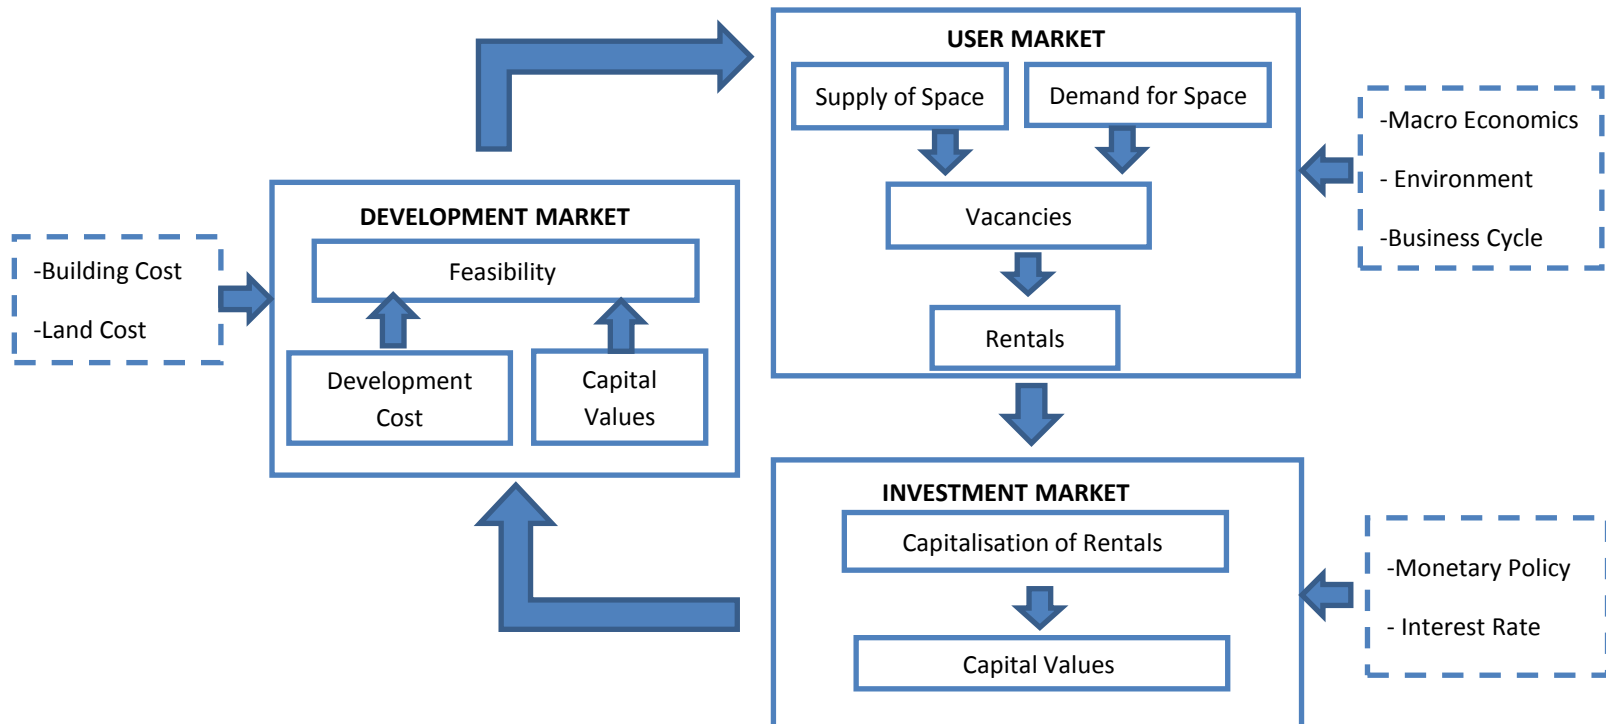 USER MARKET
Supply of Space
Demand for Space
Vacancies
Rentals
-Macro Economics
- Environment
-Business Cycle
DEVELOPMENT MARKET
Feasibility
Development
Cost
Capital
Values
-Building Cost
-Land Cost
INVESTMENT MARKET
Capitalisation of Rentals
Capital Values
-Monetary Policy
- Interest Rate